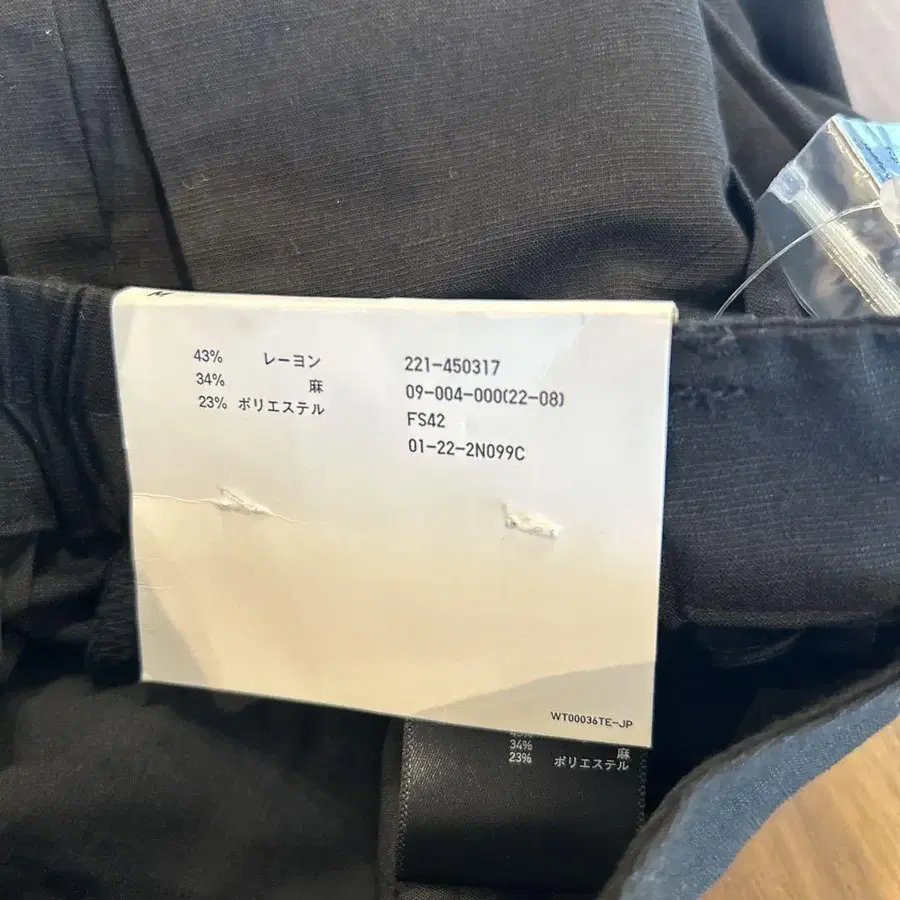 M
43% レーヨン
34% 麻
23% ポリエステル
221-450317
09-004-000(22-08)
FS42
01-22-2N099C
WT00036TE-JP
34% 麻
23% ポリエステル